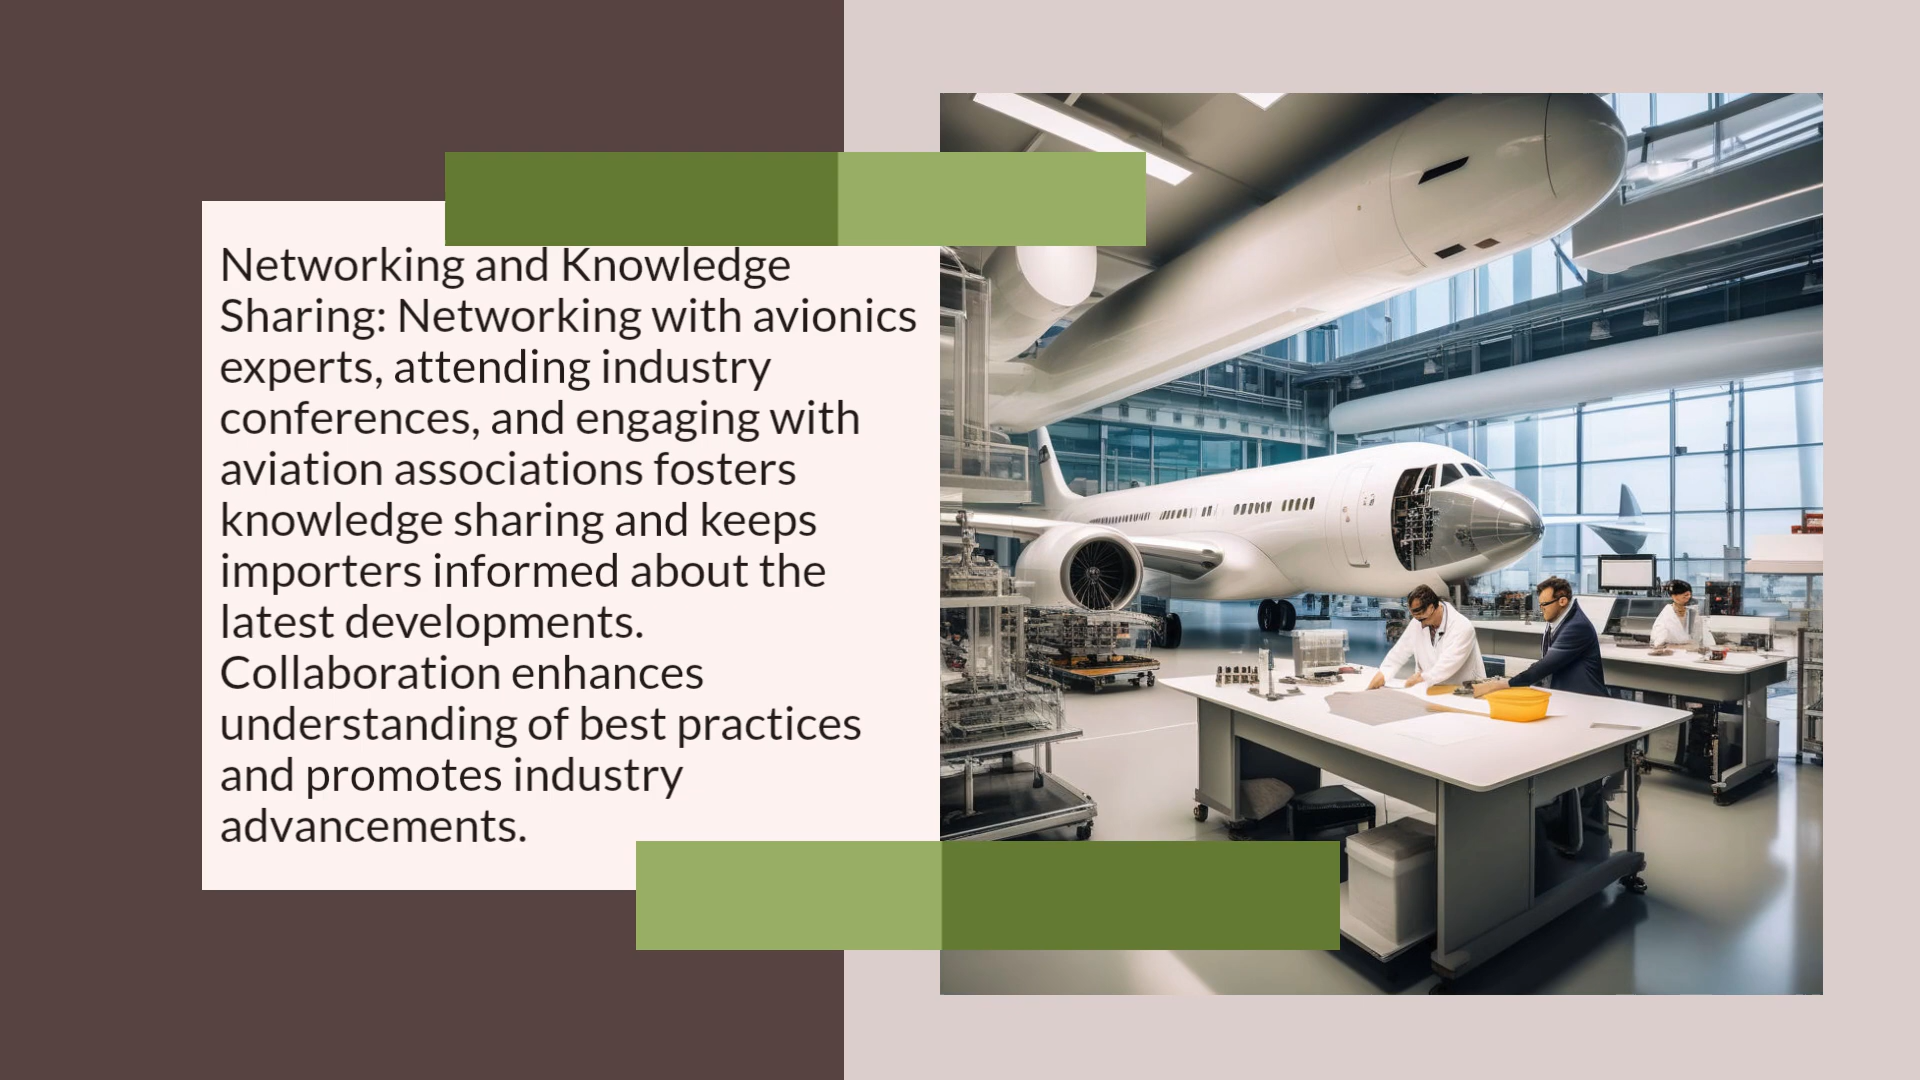 Networking and Knowledge
Sharing: Networking with avionics
experts, attending industry
conferences, and engaging with
aviation associations fosters
knowledge sharing and keeps
importers informed about the
latest developments.
Collaboration enhances
understanding of best practices
and promotes industry
advancements.